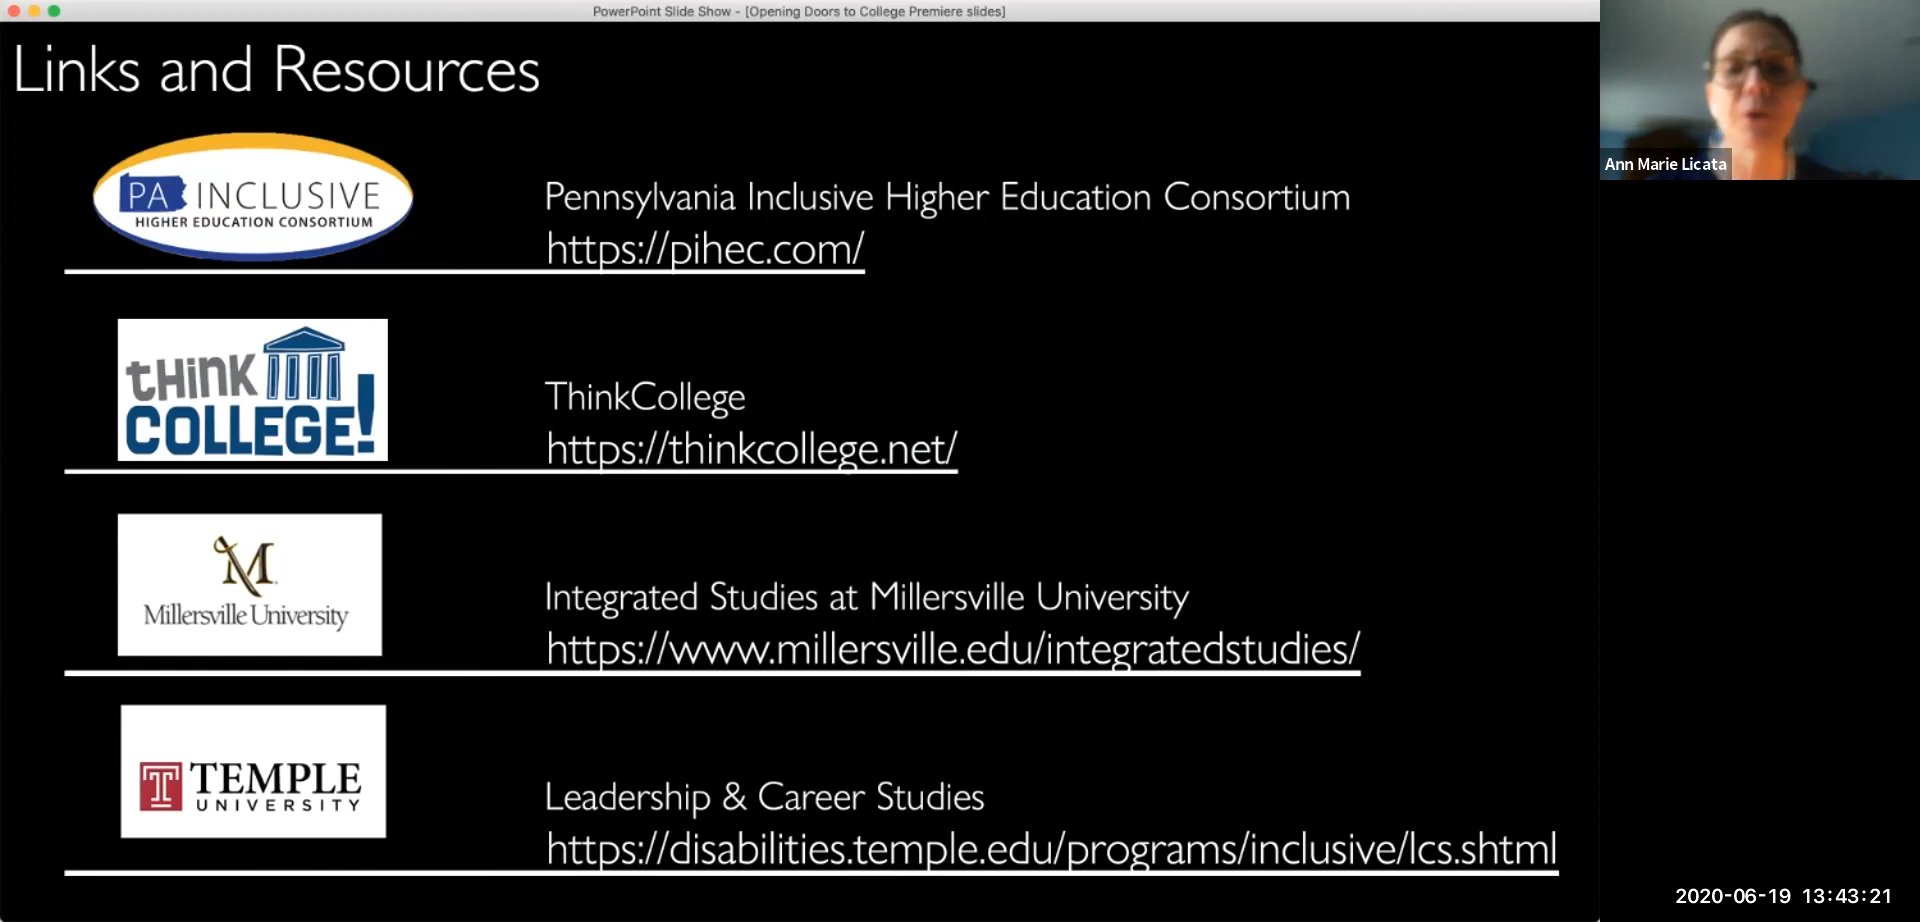 PowerPoint Slide Show - [Opening Doors to College Premiere slides]
Links and Resources
PA INCLUSIVE
HIGHER EDUCATION CONSORTIUM
Pennsylvania Inclusive Higher Education Consortium
https://pihec.com/
tHinK
COLLEGE!
ThinkCollege
https://thinkcollege.net/
M
Millersville University
Integrated Studies at Millersville University
https://www.millersville.edu/integratedstudies/
T TEMPLE
UNIVERSITY
Leadership & Career Studies
https://disabilities.temple.edu/programs/inclusive/lcs.shtml
Ann Marie Licata
2020-06-19 13:43:21